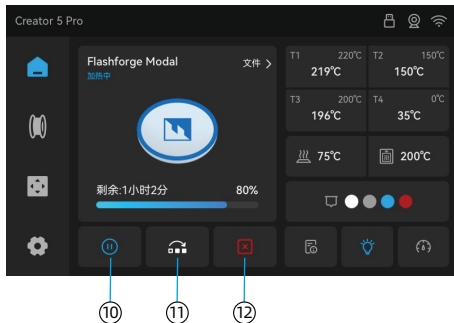 Creator 5 Pro
Flashforge Modal 文件 >
加热中
剩余:1小时2分 80%
T1 220℃
219℃
T2 150℃
150℃
T3 200℃
196℃
T4 0℃
35℃
75℃
200℃
⑩ ⑪ ⑫